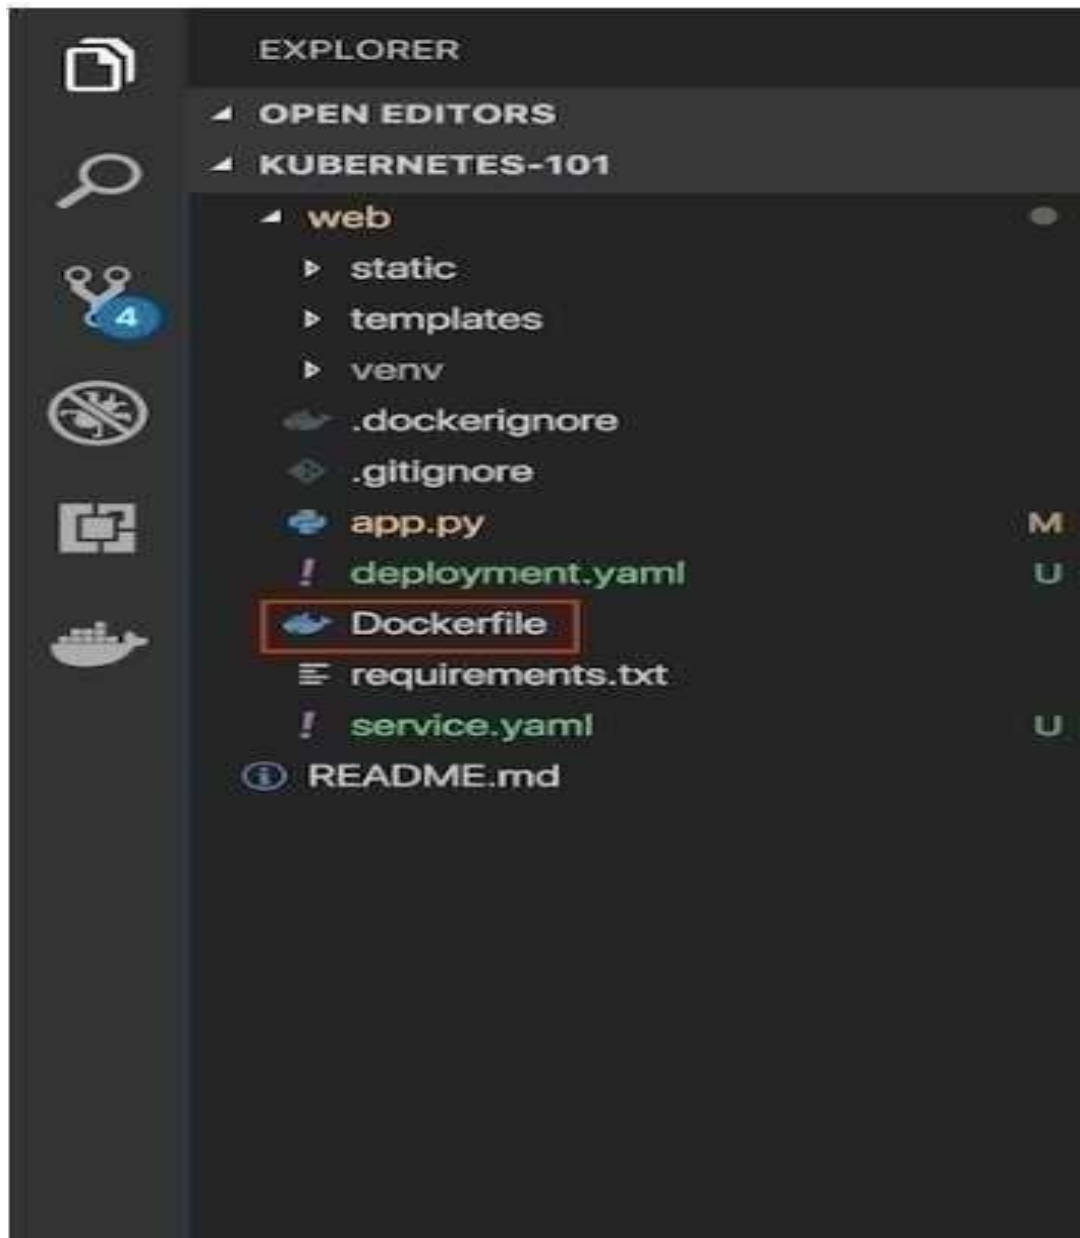 EXPLORER
OPEN EDITORS
KUBERNETES-101
web
static
templates
venv
4
.dockerignore
.gitignore
app.py M
deployment.yaml U
Dockerfile
requirements.txt
service.yaml U
README.md